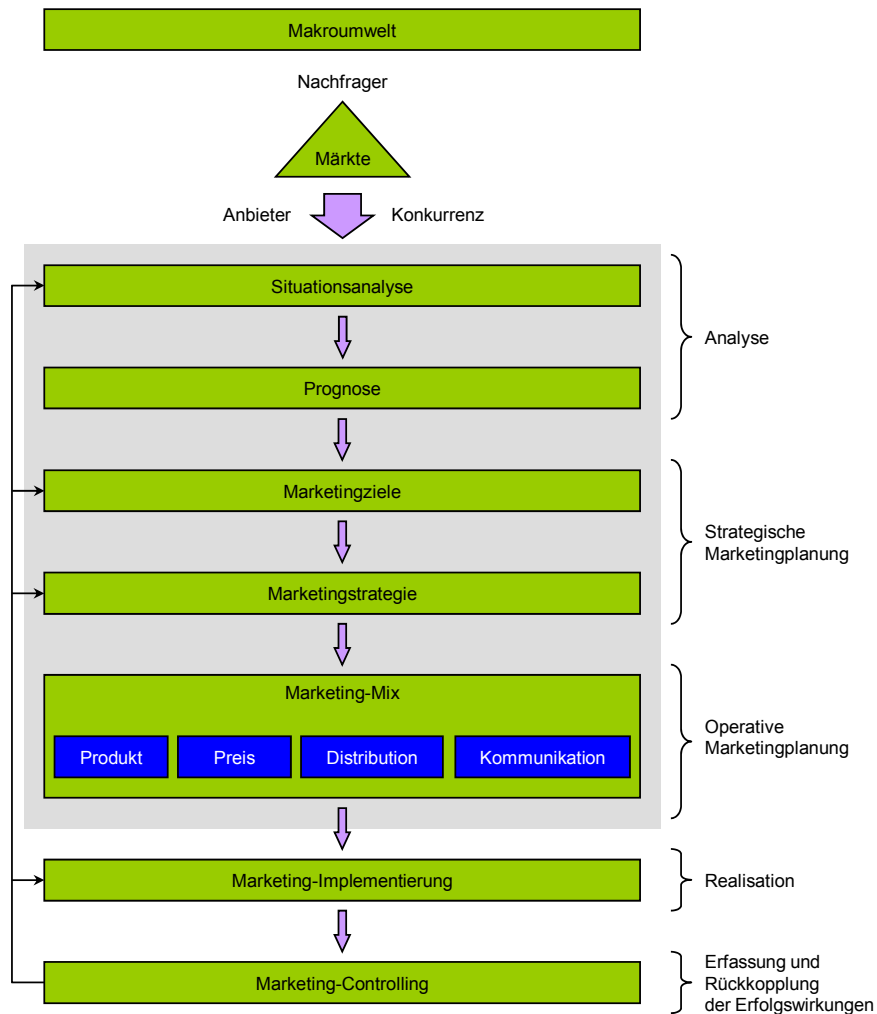 Makroumwelt
Nachfrager
Märkte
Anbieter
Konkurrenz
Situationsanalyse
Analyse
Prognose
Marketingziele
Strategische
Marketingplanung
Marketingstrategie
Marketing-Mix
Produkt
Preis
Distribution
Kommunikation
Operative
Marketingplanung
Marketing-Implementierung
Realisation
Marketing-Controlling
Erfassung und
Rückkopplung
der Erfolgswirkungen